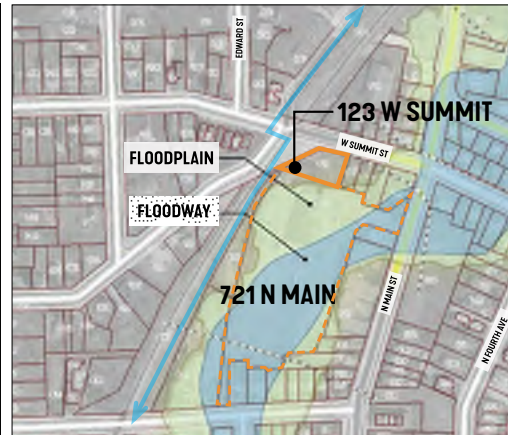 EDWARD ST
123 W SUMMIT
W SUMMIT ST
FLOODPLAIN
FLOODWAY
721 N MAIN
N MAIN ST
N FOURTH AVE